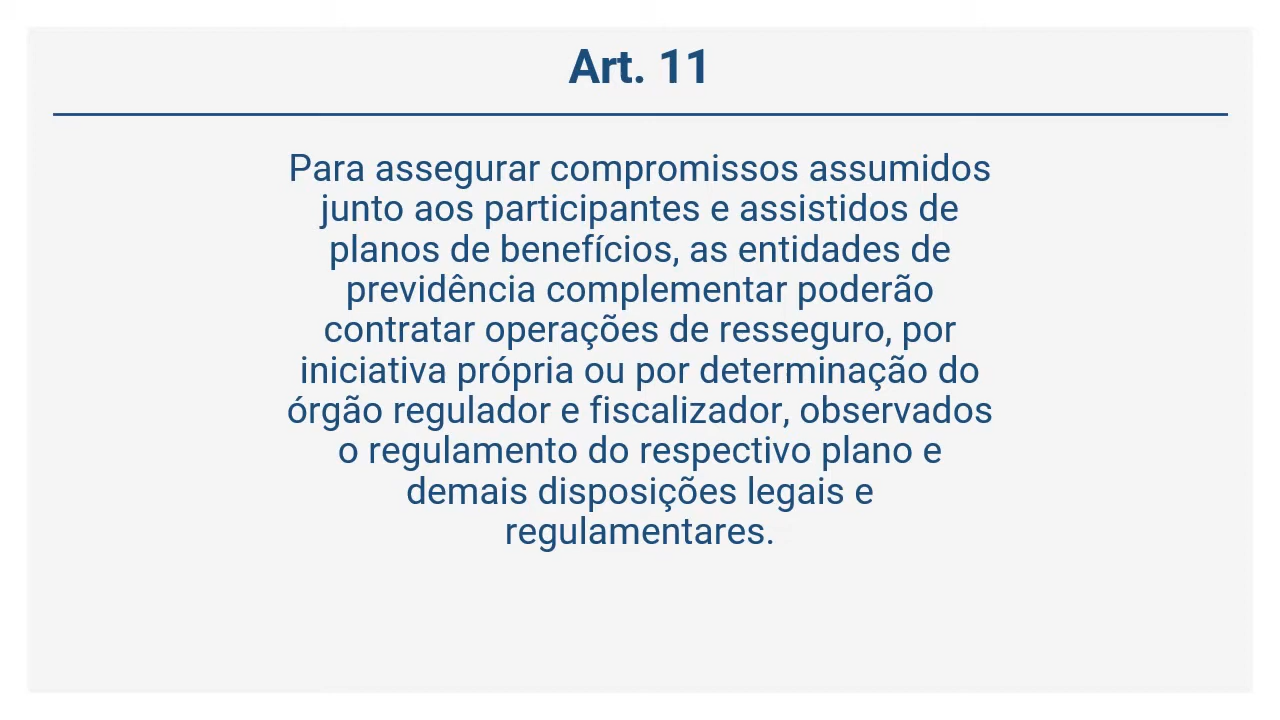 Art. 11
Para assegurar compromissos assumidos
junto aos participantes e assistidos de
planos de benefícios, as entidades de
previdência complementar poderão
contratar operações de resseguro, por
iniciativa própria ou por determinação do
órgão regulador e fiscalizador, observados
o regulamento do respectivo plano e
demais disposições legais e
regulamentares.